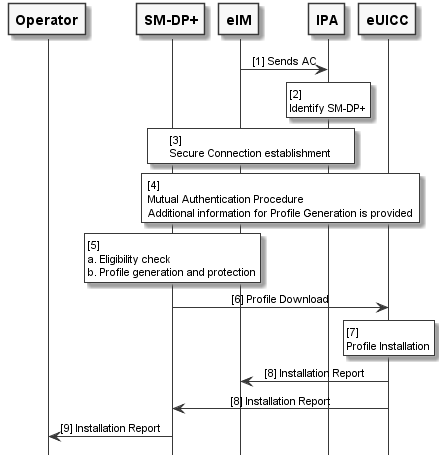 Operator
SM-DP+
eIM
IPA
eUICC
[1] Sends AC
[2]
Identify SM-DP+
[3]
Secure Connection establishment
[4]
Mutual Authentication Procedure
Additional information for Profile Generation is provided
[5]
a. Eligibility check
b. Profile generation and protection
[6] Profile Download
[7]
Profile Installation
[8] Installation Report
[8] Installation Report
[9] Installation Report